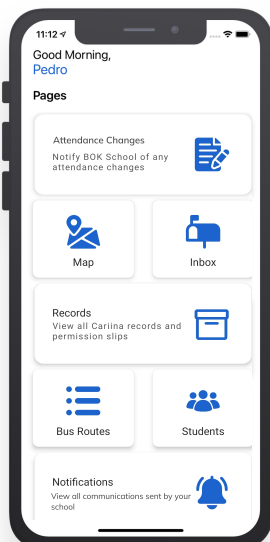 11:12
Good Morning,
Pedro
Pages
Attendance Changes
Notify BOK School of any
attendance changes
Map
Inbox
Records
View all Cariina records and
permission slips
Bus Routes
Students
Notifications
View all communications sent by your
school